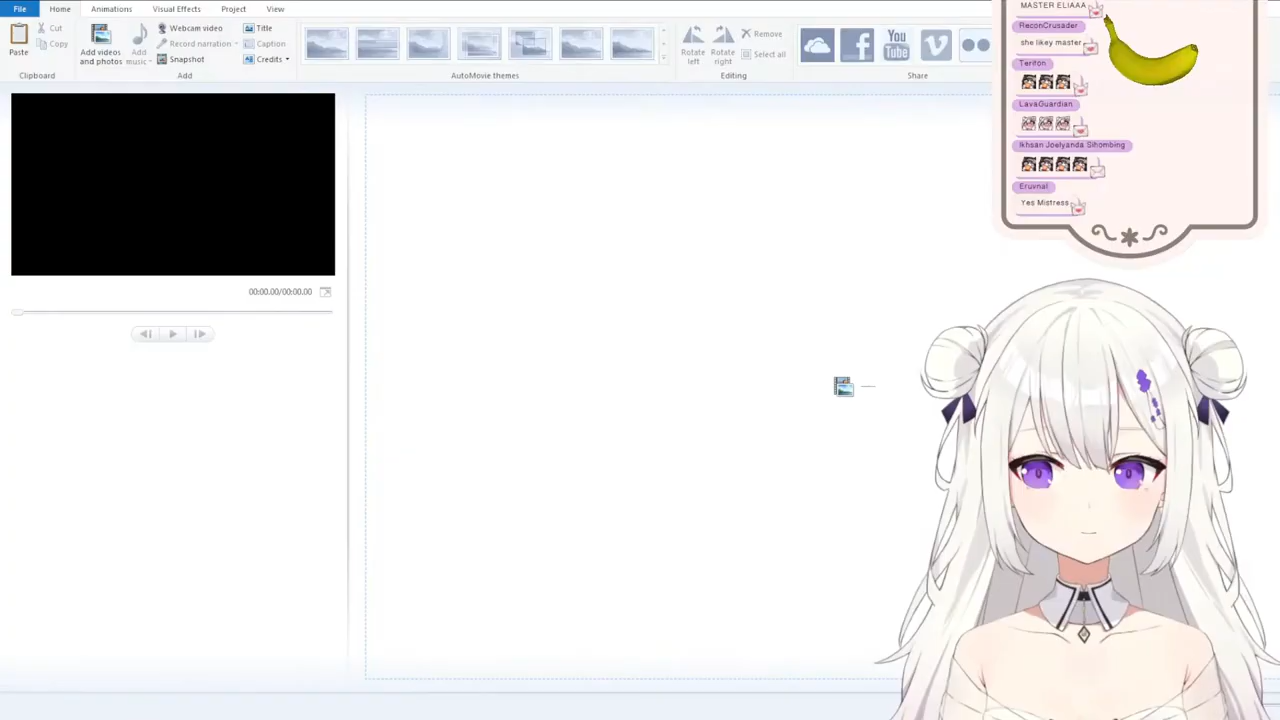 File Home Animations Visual Effects Project View
Paste
Cut
Copy
Clipboard
Add videos
and photos
Add
music
Webcam video
Record narration
Snapshot
Title
Caption
Credits
Add
AutoMovie themes
Rotate
left
Rotate
right
Remove
Select all
Editing
f
You
Tube
Share
MASTER ELIAAA
ReconCrusader
she likey master
LavaGuardian
Ikhsan Joelyanda Sihombing
Eruvnal
Yes Mistress
00:00.00/00:00.00